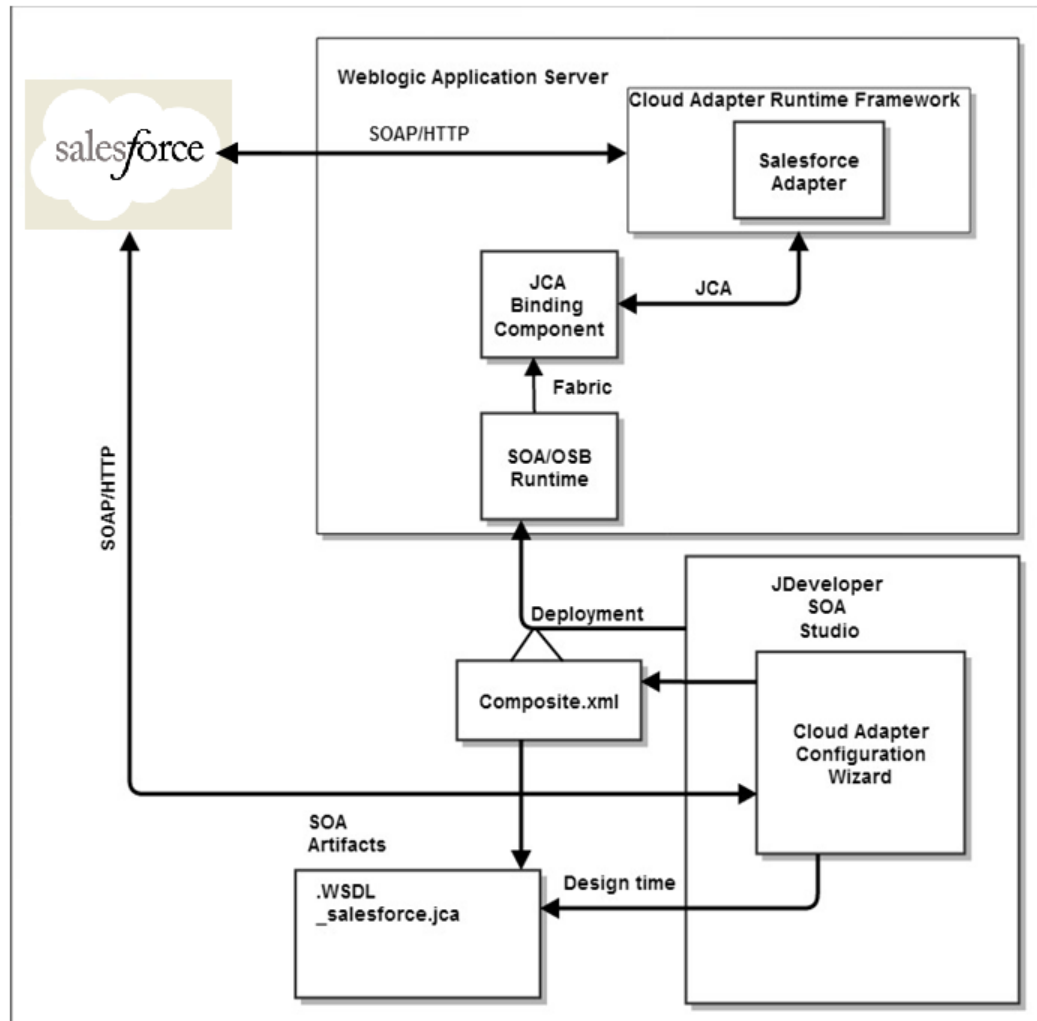 Weblogic Application Server
Cloud Adapter Runtime Framework
salesforce
SOAP/HTTP
Salesforce
Adapter
JCA
Binding
Component
JCA
Fabric
SOA/OSB
Runtime
SOAP/HTTP
JDeveloper
SOA
Studio
Deployment
Composite.xml
Cloud Adapter
Configuration
Wizard
SOA
Artifacts
.WSDL
_salesforce.jca
Design time